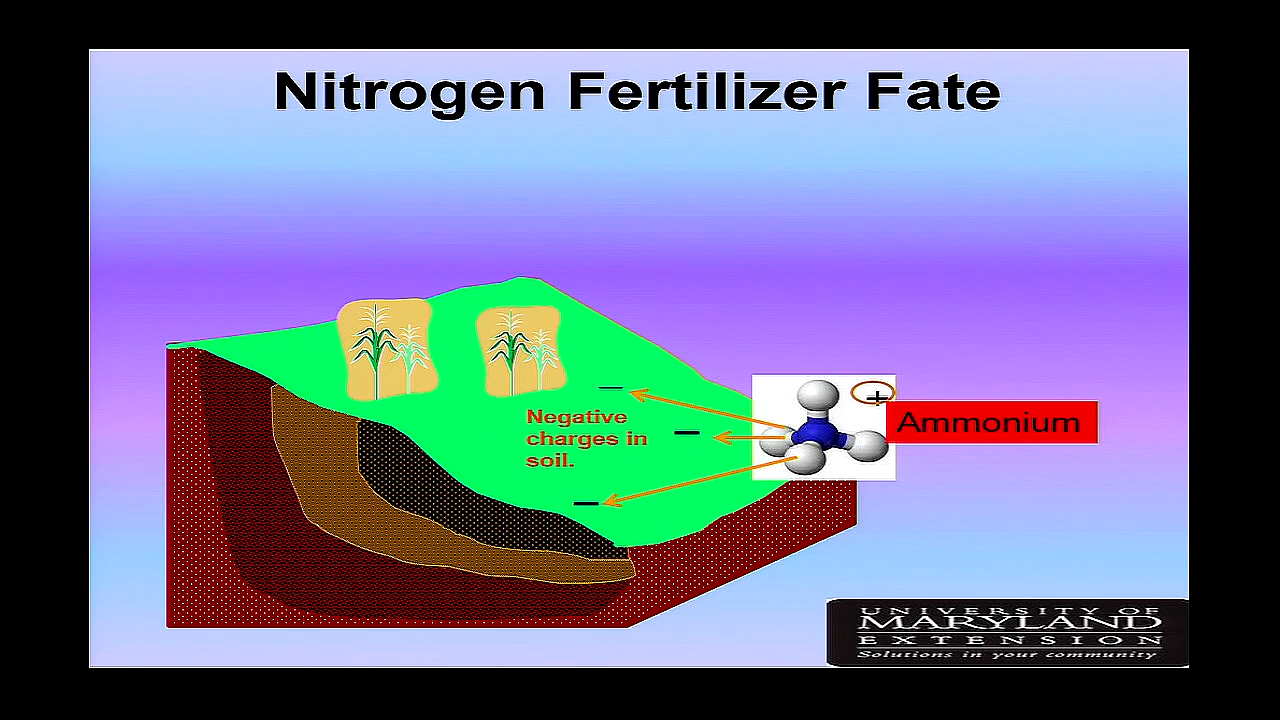 Nitrogen Fertilizer Fate
+
Ammonium
Negative
charges in
soil.
UNIVERSITY OF
MARYLAND
EXTENSION
Solutions in your community